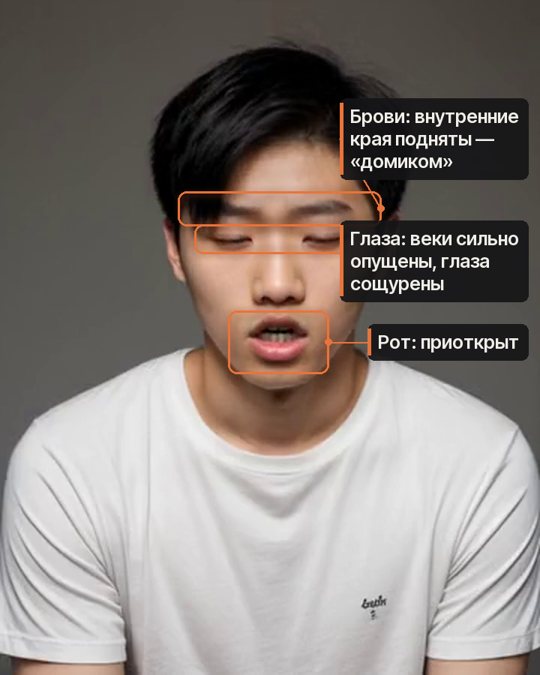 Брови: внутренние
края подняты —
«домиком»
Глаза: веки сильно
опущены, глаза
сощурены
Рот: приоткрыт